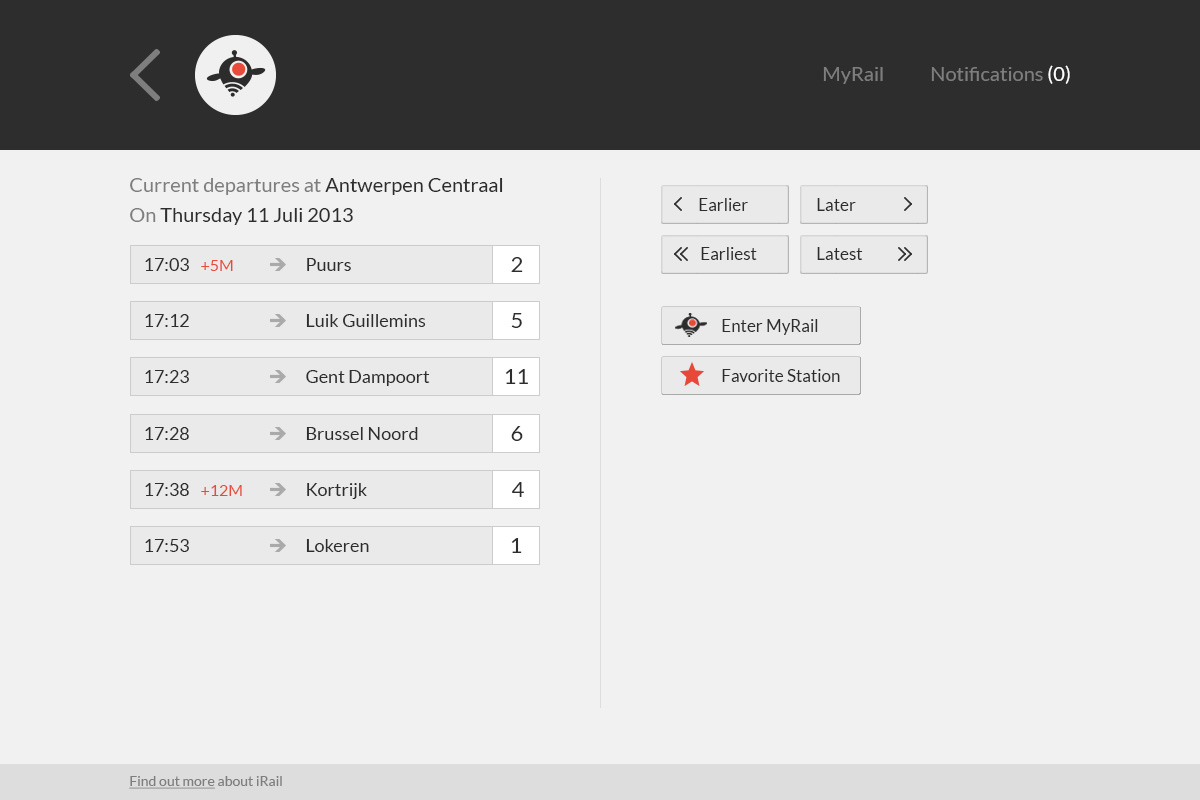 MyRail Notifications (0)
Current departures at Antwerpen Centraal
On Thursday 11 Juli 2013
17:03 +5M Puurs 2
17:12 Luik Guillemins 5
17:23 Gent Dampoort 11
17:28 Brussel Noord 6
17:38 +12M Kortrijk 4
17:53 Lokeren 1
Earlier Later
Earliest Latest
Enter MyRail
Favorite Station
Find out more about iRail